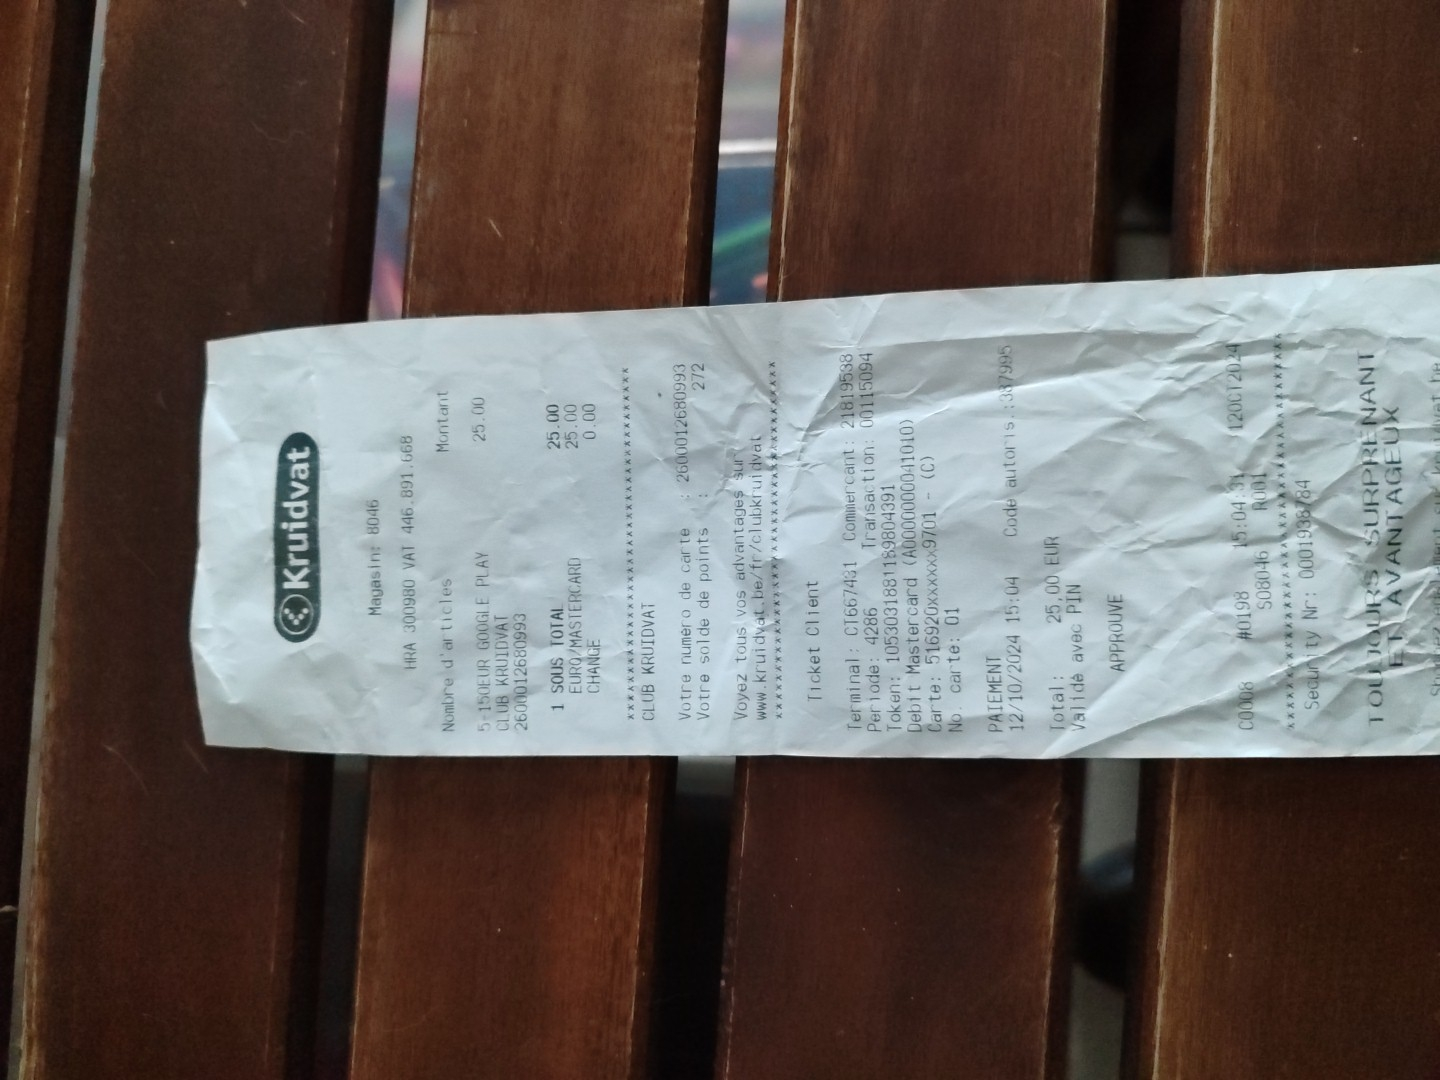 Kruidvat
Magasin: 8046
HRA 300980 VAT 446.891.668
Nombre d'articles Montant
5-150EUR GOOGLE PLAY 25.00
CLUB KRUIDVAT
2600012680993
1 SOUS TOTAL 25.00
EURO/MASTERCARD 25.00
CHANGE 0.00
xxxxxxxxxxxxxxxxxxxxxxxxxxxxxxxxxxxxxx
CLUB KRUIDVAT
Votre numéro de carte : 2600012680993
Votre solde de points : 272
Voyez tous vos advantages sur
www.kruidvat.be/fr/clubkruidvat
xxxxxxxxxxxxxxxxxxxxxxxxxxxxxxxxxxxxxx
Ticket Client
Terminal: CT667431 Commercant: 21819538
Periode: 4286 Transaction: 00115094
Token: 1053031881189804391
Debit Mastercard (A0000000041010)
Carte: 516920xxxxxx9701 - (C)
No. carte: 01
PAIEMENT
12/10/2024 15:04 Code autoris.:387995
Total: 25,00 EUR
Validé avec PIN
APPROUVE
C0008 #0198 15:04:31 12OCT2024
S08046 R001
xxxxxxxxxxxxxxxxxxxxxxxxxxxxxxxxxxxxxx
Security Nr: 0001938784
TOUJOURS SURPRENANT
ET AVANTAGEUX